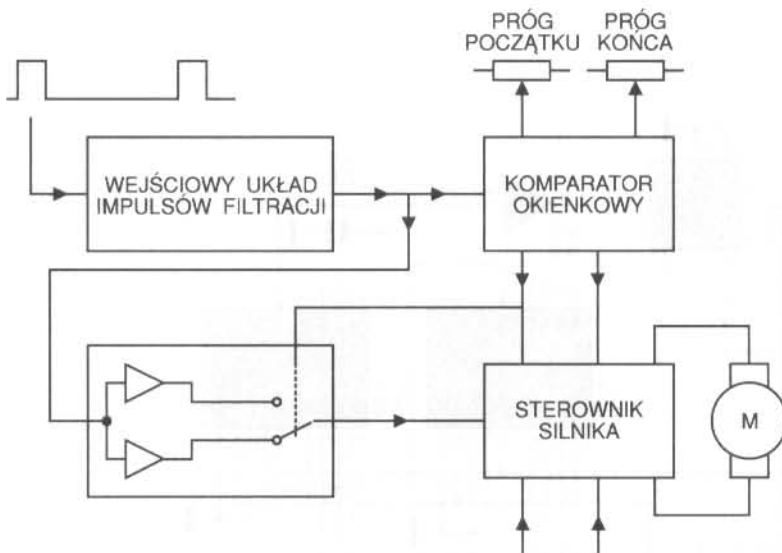 PRÓG
POCZĄTKU
PRÓG
KOŃCA
WEJŚCIOWY UKŁAD
IMPULSÓW FILTRACJI
KOMPARATOR
OKIENKOWY
STEROWNIK
SILNIKA
M